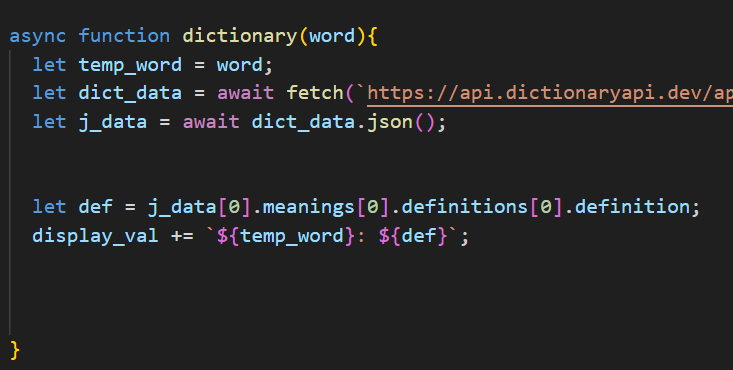 async function dictionary(word){
let temp_word = word;
let dict_data = await fetch(`https://api.dictionaryapi.dev/ap
let j_data = await dict_data.json();
let def = j_data[0].meanings[0].definitions[0].definition;
display_val += `${temp_word}: ${def}`;
}